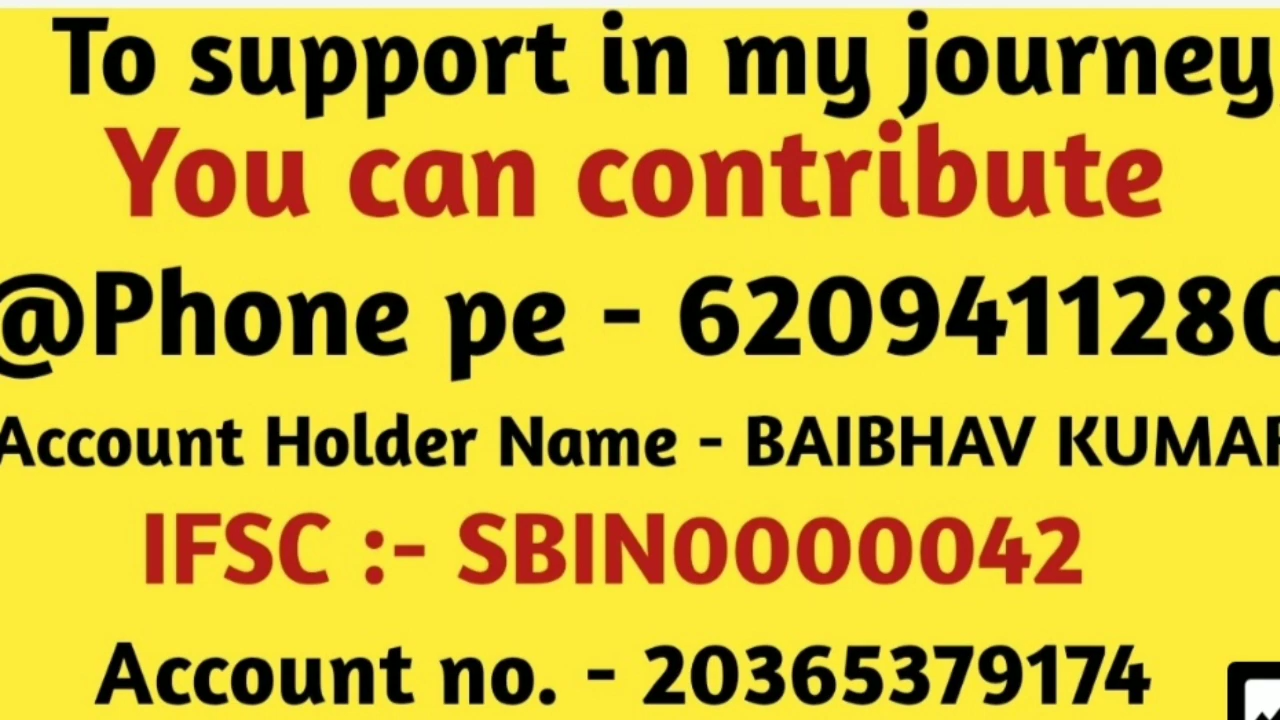 To support in my journey
You can contribute
@Phone pe - 6209411280
Account Holder Name - BAIBHAV KUMAR
IFSC :- SBIN0000042
Account no. - 20365379174